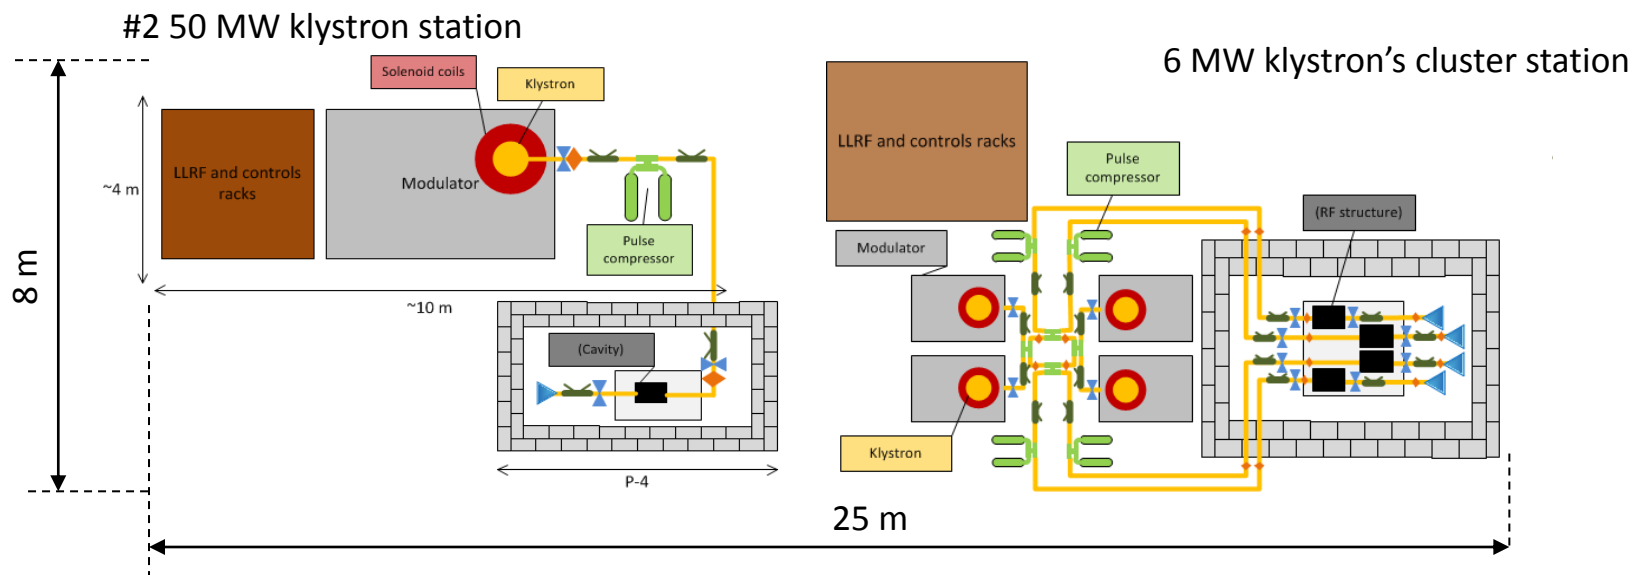 #2 50 MW klystron station
6 MW klystron’s cluster station
Solenoid coils
Klystron
LLRF and controls
racks
Modulator
~4 m
8 m
Pulse
compressor
~10 m
(Cavity)
P-4
LLRF and controls racks
Pulse
compressor
(RF structure)
Modulator
Klystron
25 m